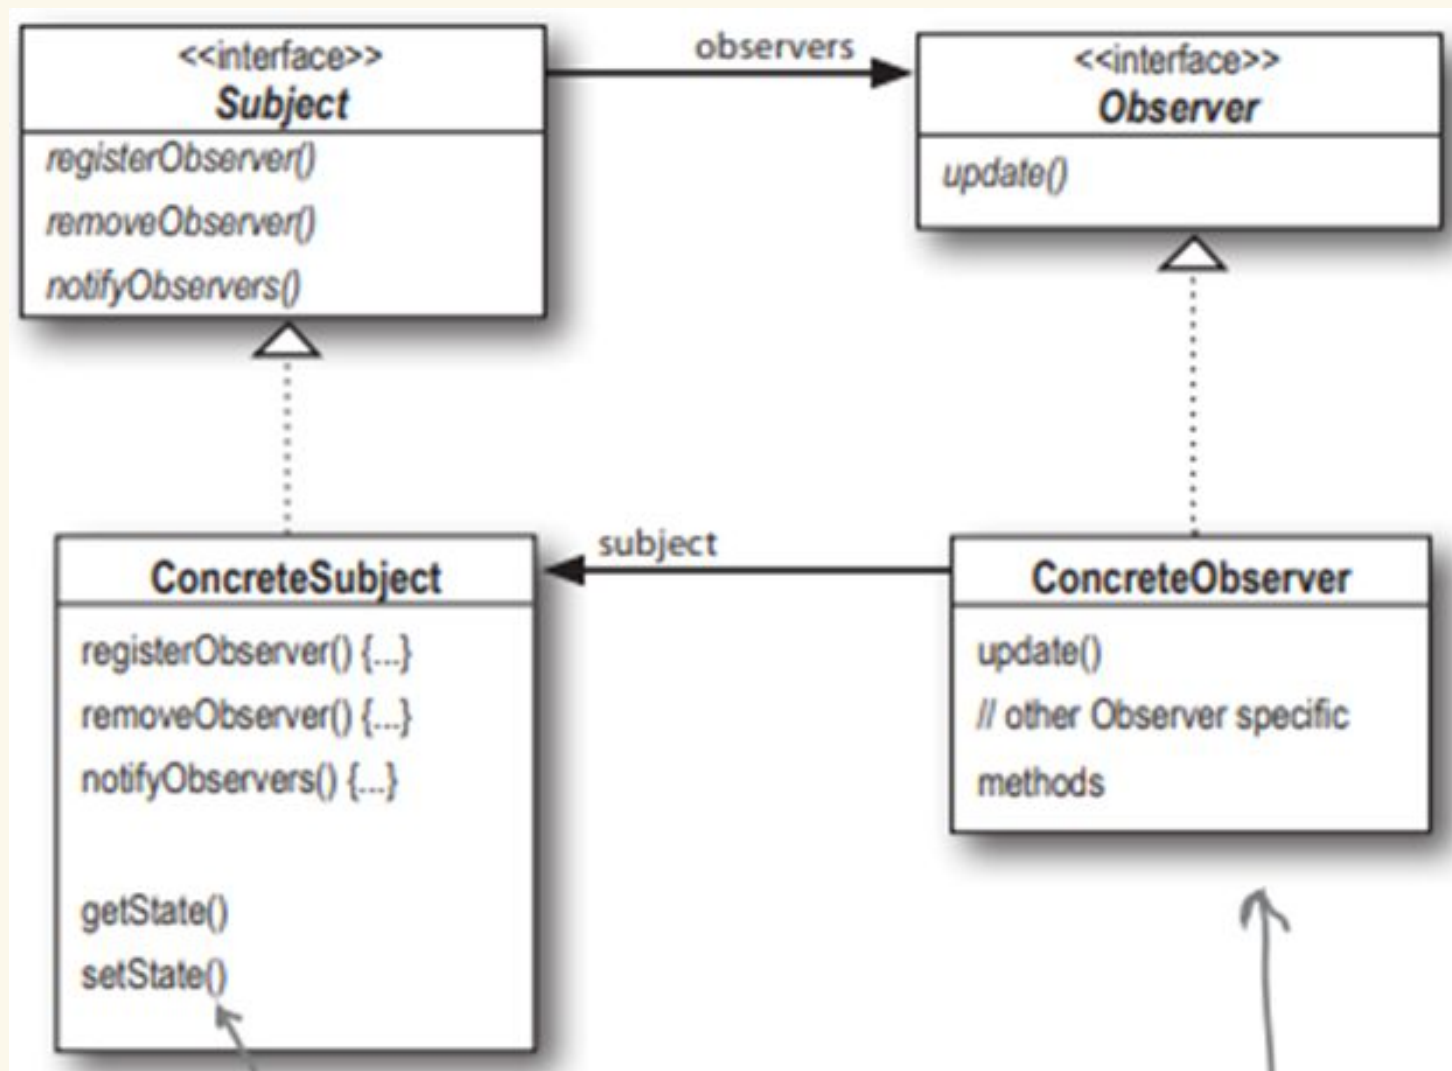 <<interface>>
Subject
registerObserver()
removeObserver()
notifyObservers()
observers
<<interface>>
Observer
update()
ConcreteSubject
registerObserver() {...}
removeObserver() {...}
notifyObservers() {...}
getState()
setState()
subject
ConcreteObserver
update()
// other Observer specific
methods